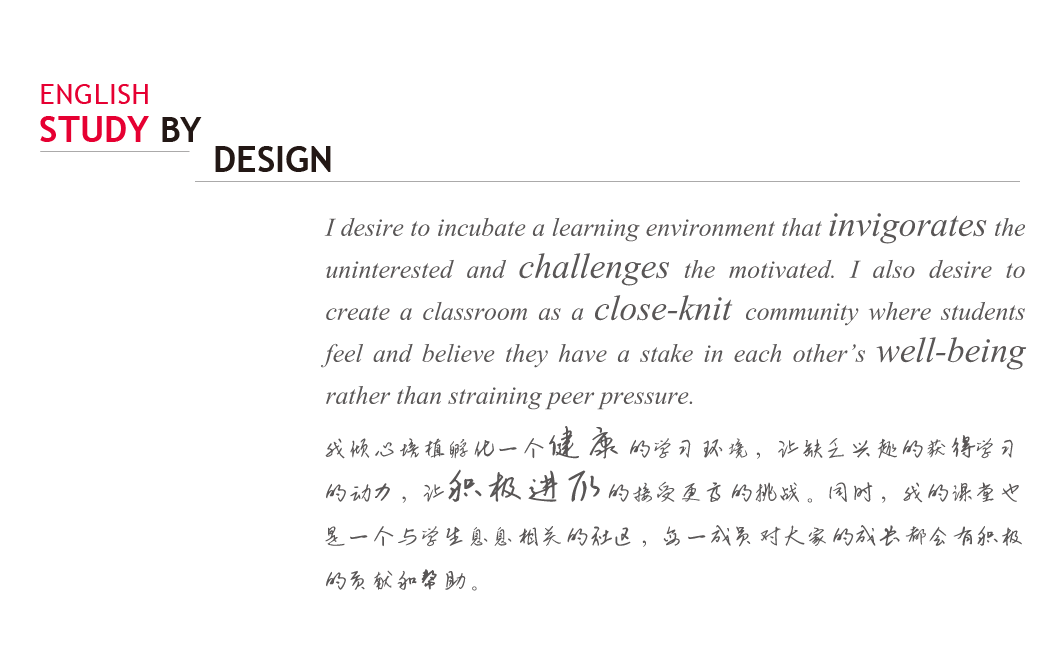 ENGLISH
STUDY BY
DESIGN
I desire to incubate a learning environment that invigorates the
uninterested and challenges the motivated. I also desire to
create a classroom as a close-knit community where students
feel and believe they have a stake in each other’s well-being
rather than straining peer pressure.
我倾心培植孵化一个健康的学习环境，让缺乏兴趣的获得学习
的动力，让积极进取的接受更高的挑战。同时，我的课堂也
是一个与学生息息相关的社区，每一成员对大家的成长都会有积极
的贡献和帮助。